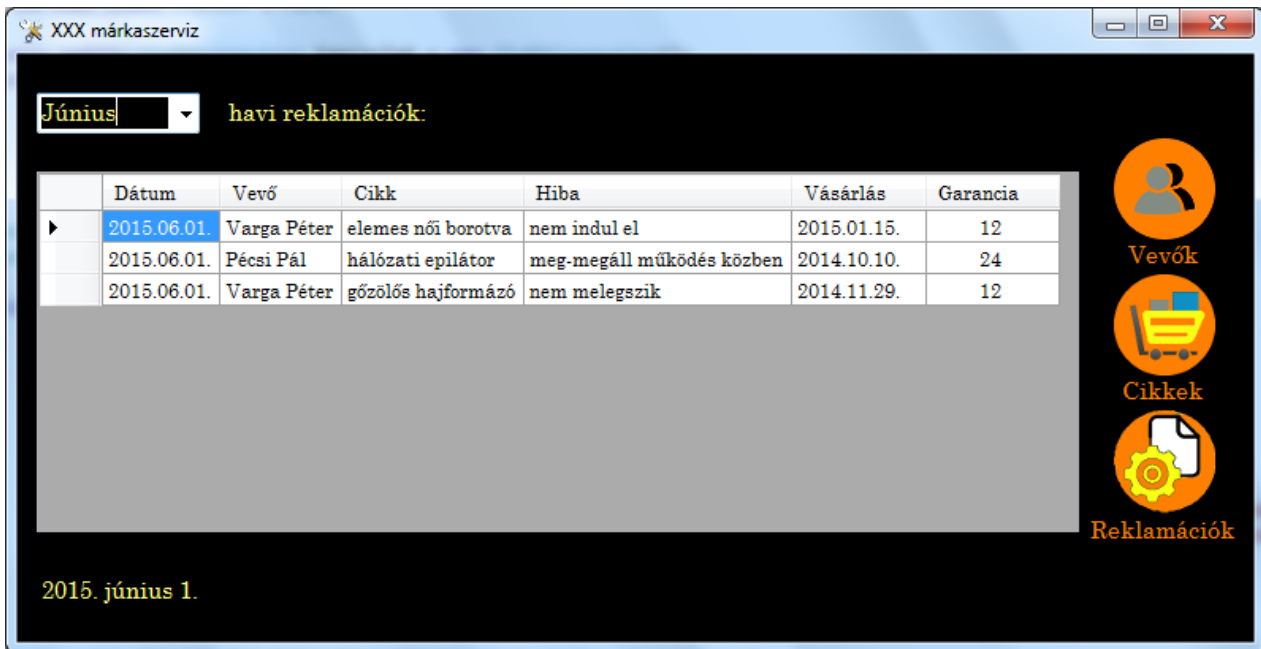 XXX márkaszerviz
Június havi reklamációk:
Dátum Vevő Cikk Hiba Vásárlás Garancia
2015.06.01. Varga Péter elemes női borotva nem indul el 2015.01.15. 12
2015.06.01. Pécsi Pál hálózati epilátor meg-megáll működés közben 2014.10.10. 24
2015.06.01. Varga Péter gőzölős hajformázó nem melegszik 2014.11.29. 12
Vevők
Cikkek
Reklamációk
2015. június 1.